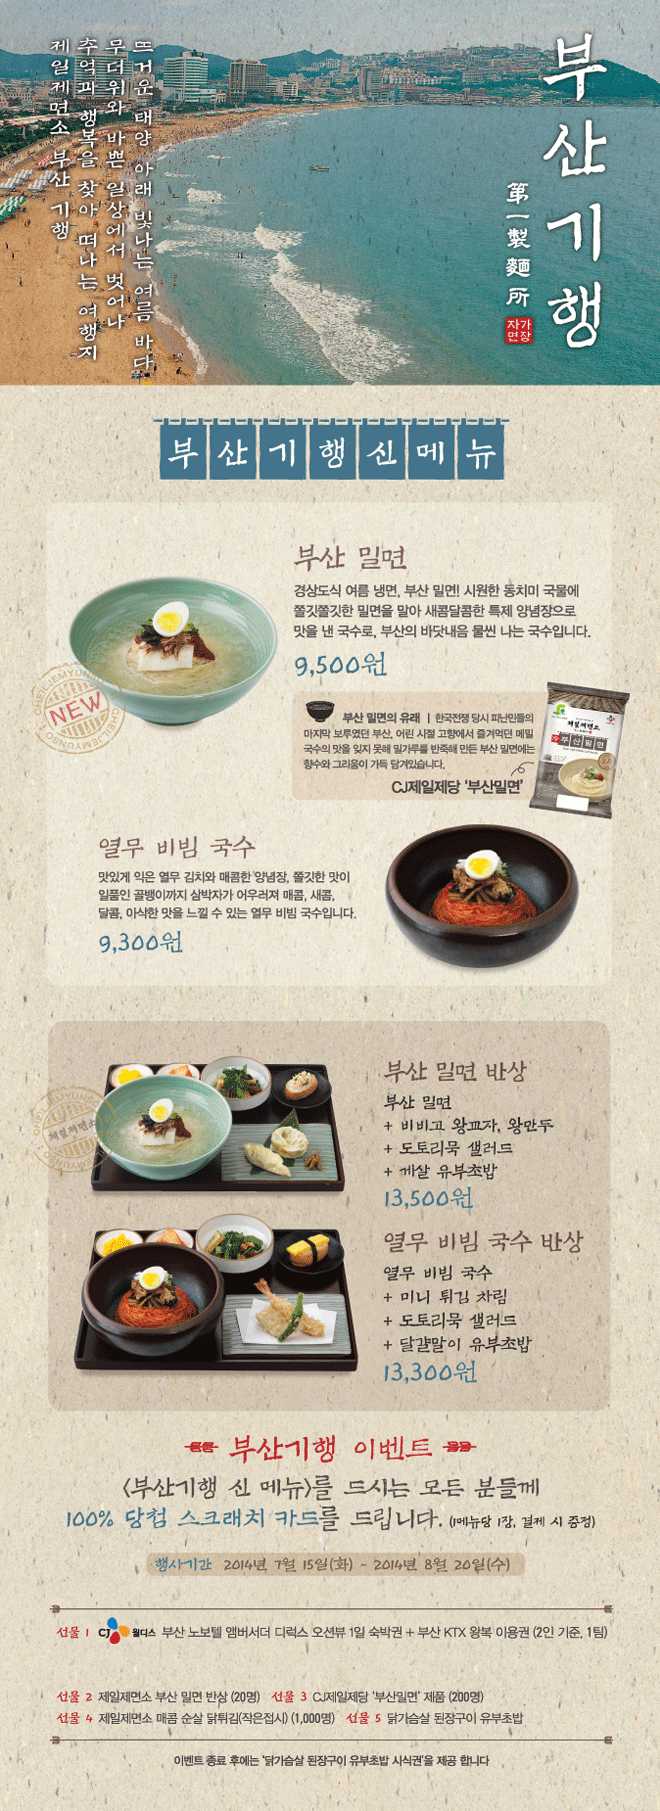 부산기행
第一製麵所
자가
면장
뜨거운 태양 아래 빛나는 여름 바다
무더위와 바쁜 일상에서 벗어나
추억과 행복을 찾아 떠나는 여행지
제일제면소 부산 기행
부산기행신메뉴
부산 밀면
경상도식 여름 냉면, 부산 밀면! 시원한 동치미 국물에
쫄깃쫄깃한 밀면을 말아 새콤달콤한 특제 양념장으로
맛을 낸 국수로, 부산의 바닷내음 물씬 나는 국수입니다.
9,500원
CHEILJEMYUNSO
NEW
CHEILJEMYUNSO
부산 밀면의 유래 | 한국전쟁 당시 피난민들의
마지막 보루였던 부산, 어린 시절 고향에서 즐겨먹던 메밀
국수의 맛을 잊지 못해 밀가루를 반죽해 만든 부산 밀면에는
향수와 그리움이 가득 담겨있습니다.
CJ제일제당 '부산밀면'
제일제면소
부산밀면
열무 비빔 국수
맛있게 익은 열무 김치와 매콤한 양념장, 쫄깃한 맛이
일품인 골뱅이까지 삼박자가 어우러져 매콤, 새콤,
달콤, 아삭한 맛을 느낄 수 있는 열무 비빔 국수입니다.
9,300원
CHEILJEMYUNSO
제일제면소
CHEILJEMYUNSO
부산 밀면 반상
부산 밀면
+ 비비고 왕교자, 왕만두
+ 도토리묵 샐러드
+ 게살 유부초밥
13,500원
열무 비빔 국수 반상
열무 비빔 국수
+ 미니 튀김 차림
+ 도토리묵 샐러드
+ 달걀말이 유부초밥
13,300원
부산기행 이벤트
<부산기행 신 메뉴>를 드시는 모든 분들께
100% 당첨 스크래치 카드를 드립니다. (1메뉴당 1장, 결제 시 증정)
행사기간 2014년 7월 15일(화) ~ 2014년 8월 20일(수)
선물 1 CJ 월디스 부산 노보텔 앰버서더 디럭스 오션뷰 1일 숙박권 + 부산 KTX 왕복 이용권 (2인 기준, 1팀)
선물 2 제일제면소 부산 밀면 반상 (20명) 선물 3 CJ제일제당 '부산밀면' 제품 (200명)
선물 4 제일제면소 매콤 순살 닭튀김(작은접시) (1,000명) 선물 5 닭가슴살 된장구이 유부초밥
이벤트 종료 후에는 '닭가슴살 된장구이 유부초밥 시식권'을 제공 합니다